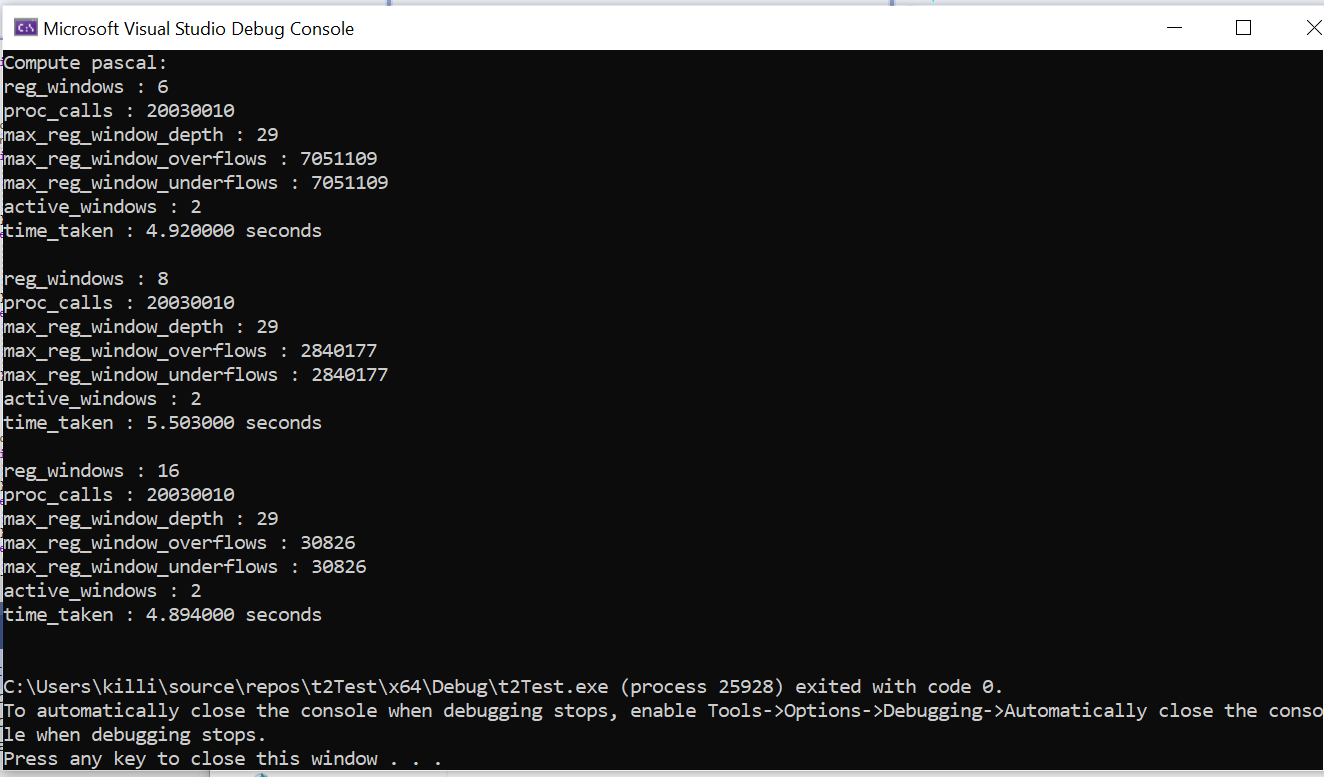 Microsoft Visual Studio Debug Console
Compute pascal:
reg_windows : 6
proc_calls : 20030010
max_reg_window_depth : 29
max_reg_window_overflows : 7051109
max_reg_window_underflows : 7051109
active_windows : 2
time_taken : 4.920000 seconds
reg_windows : 8
proc_calls : 20030010
max_reg_window_depth : 29
max_reg_window_overflows : 2840177
max_reg_window_underflows : 2840177
active_windows : 2
time_taken : 5.503000 seconds
reg_windows : 16
proc_calls : 20030010
max_reg_window_depth : 29
max_reg_window_overflows : 30826
max_reg_window_underflows : 30826
active_windows : 2
time_taken : 4.894000 seconds
C:\Users\killi\source\repos\t2Test\x64\Debug\t2Test.exe (process 25928) exited with code 0.
To automatically close the console when debugging stops, enable Tools->Options->Debugging->Automatically close the conso
le when debugging stops.
Press any key to close this window . . .